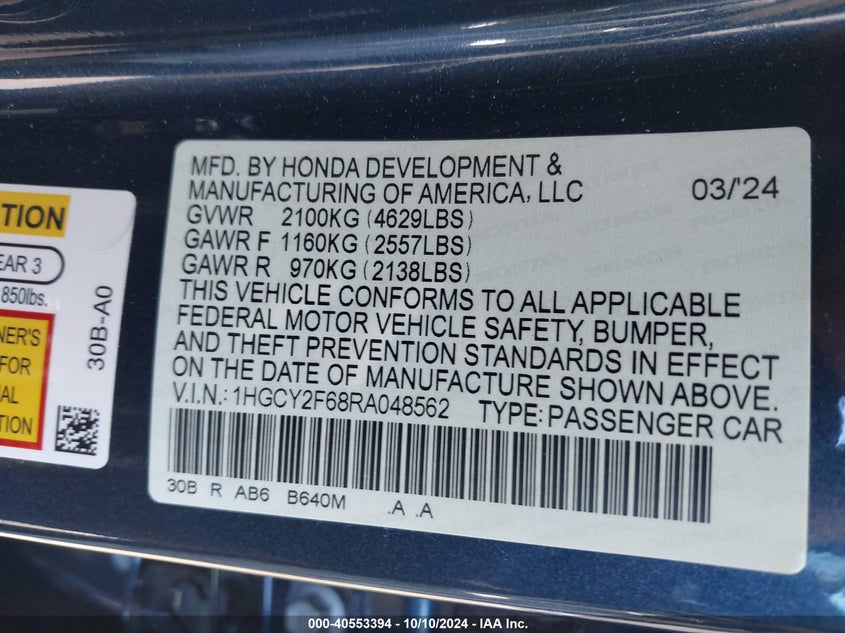 MFD. BY HONDA DEVELOPMENT &
MANUFACTURING OF AMERICA, LLC 03/'24
GVWR 2100KG (4629LBS)
GAWR F 1160KG (2557LBS)
GAWR R 970KG (2138LBS)
THIS VEHICLE CONFORMS TO ALL APPLICABLE
FEDERAL MOTOR VEHICLE SAFETY, BUMPER,
AND THEFT PREVENTION STANDARDS IN EFFECT
ON THE DATE OF MANUFACTURE SHOWN ABOVE.
V.I.N.: 1HGCY2F68RA048562 TYPE: PASSENGER CAR
30B R AB6 B640M .A .A
TION
EAR 3
850lbs.
NER'S
FOR
AL
TION
30B-A0
000-40553394 - 10/10/2024 - IAA Inc.